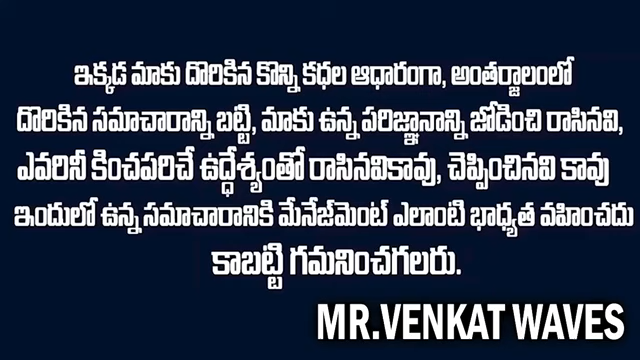 ఇక్కడ మాకు దొరికిన కొన్ని కధల ఆధారంగా, అంతర్జాలంలో
దొరికిన సమాచారాన్ని బట్టి, మాకు ఉన్న పరిజ్ఞానాన్ని జోడించి రాసినవి,
ఎవరినీ కించపరిచే ఉద్ధేశ్యంతో రాసినవికావు, చెప్పించినవి కావు
ఇందులో ఉన్న సమాచారానికి మేనేజ్‌మెంట్ ఎలాంటి భాధ్యత వహించదు
కాబట్టి గమనించగలరు.
MR.VENKAT WAVES